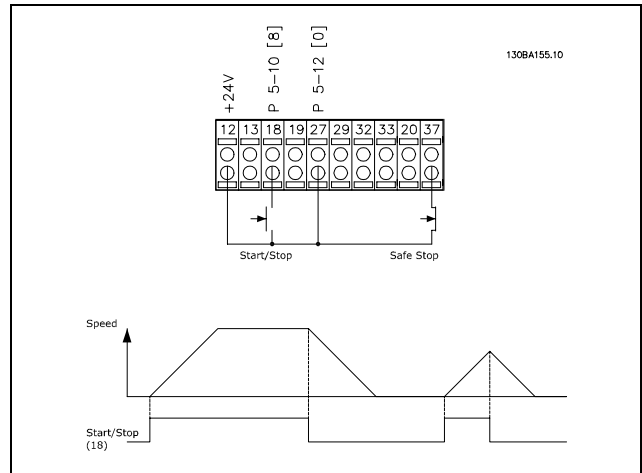 130BA155.10
+24V
P 5-10 [8]
P 5-12 [0]
12 13 18 19 27 29 32 33 20 37
Start/Stop
Safe Stop
Speed
Start/Stop
(18)